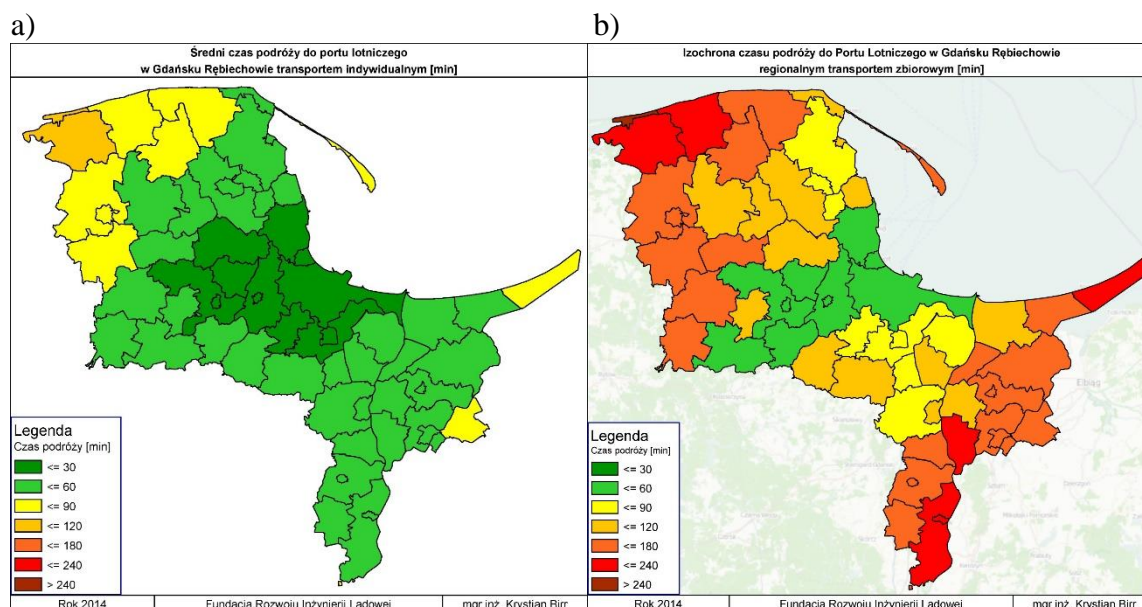 a)
Średni czas podróży do portu lotniczego
w Gdańsku Rębiechowie transportem indywidualnym [min]
Legenda
Czas podróży [min]
<= 30
<= 60
<= 90
<= 120
<= 180
<= 240
> 240
Rok 2014
Fundacja Rozwoju Inżynierii Lądowej
mgr inż. Krystian Birr
b)
Izochrona czasu podróży do Portu Lotniczego w Gdańsku Rębiechowie
regionalnym transportem zbiorowym [min]
Elbląg
Legenda
Czas podróży [min]
<= 30
<= 60
<= 90
<= 120
<= 180
<= 240
> 240
Rok 2014
Fundacja Rozwoju Inżynierii Lądowej
mgr inż. Krystian Birr